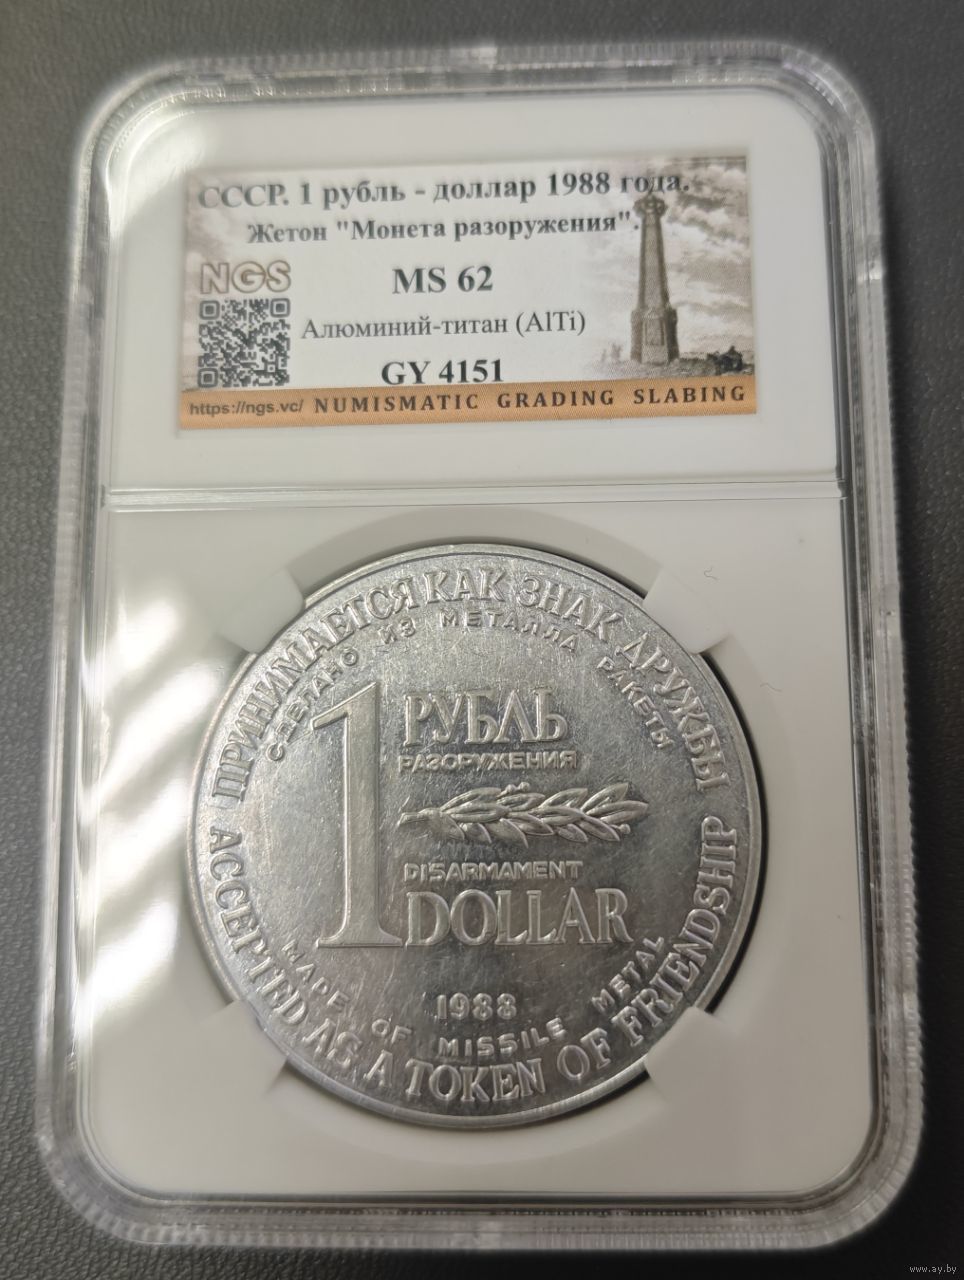 СССР. 1 рубль - доллар 1988 года.
Жетон "Монета разоружения".
NGS
MS 62
Алюминий-титан (AlTi)
GY 4151
https://ngs.vc/ NUMISMATIC GRADING SLABING
ПРИНИМАЕТСЯ КАК ЗНАК ДРУЖБЫ
СДЕЛАНО ИЗ МЕТАЛЛА РАКЕТЫ
1 РУБЛЬ
РАЗОРУЖЕНИЯ
DISARMAMENT
DOLLAR
1988
MADE OF MISSILE METAL
ACCEPTED AS A TOKEN OF FRIENDSHIP
www.ay.by